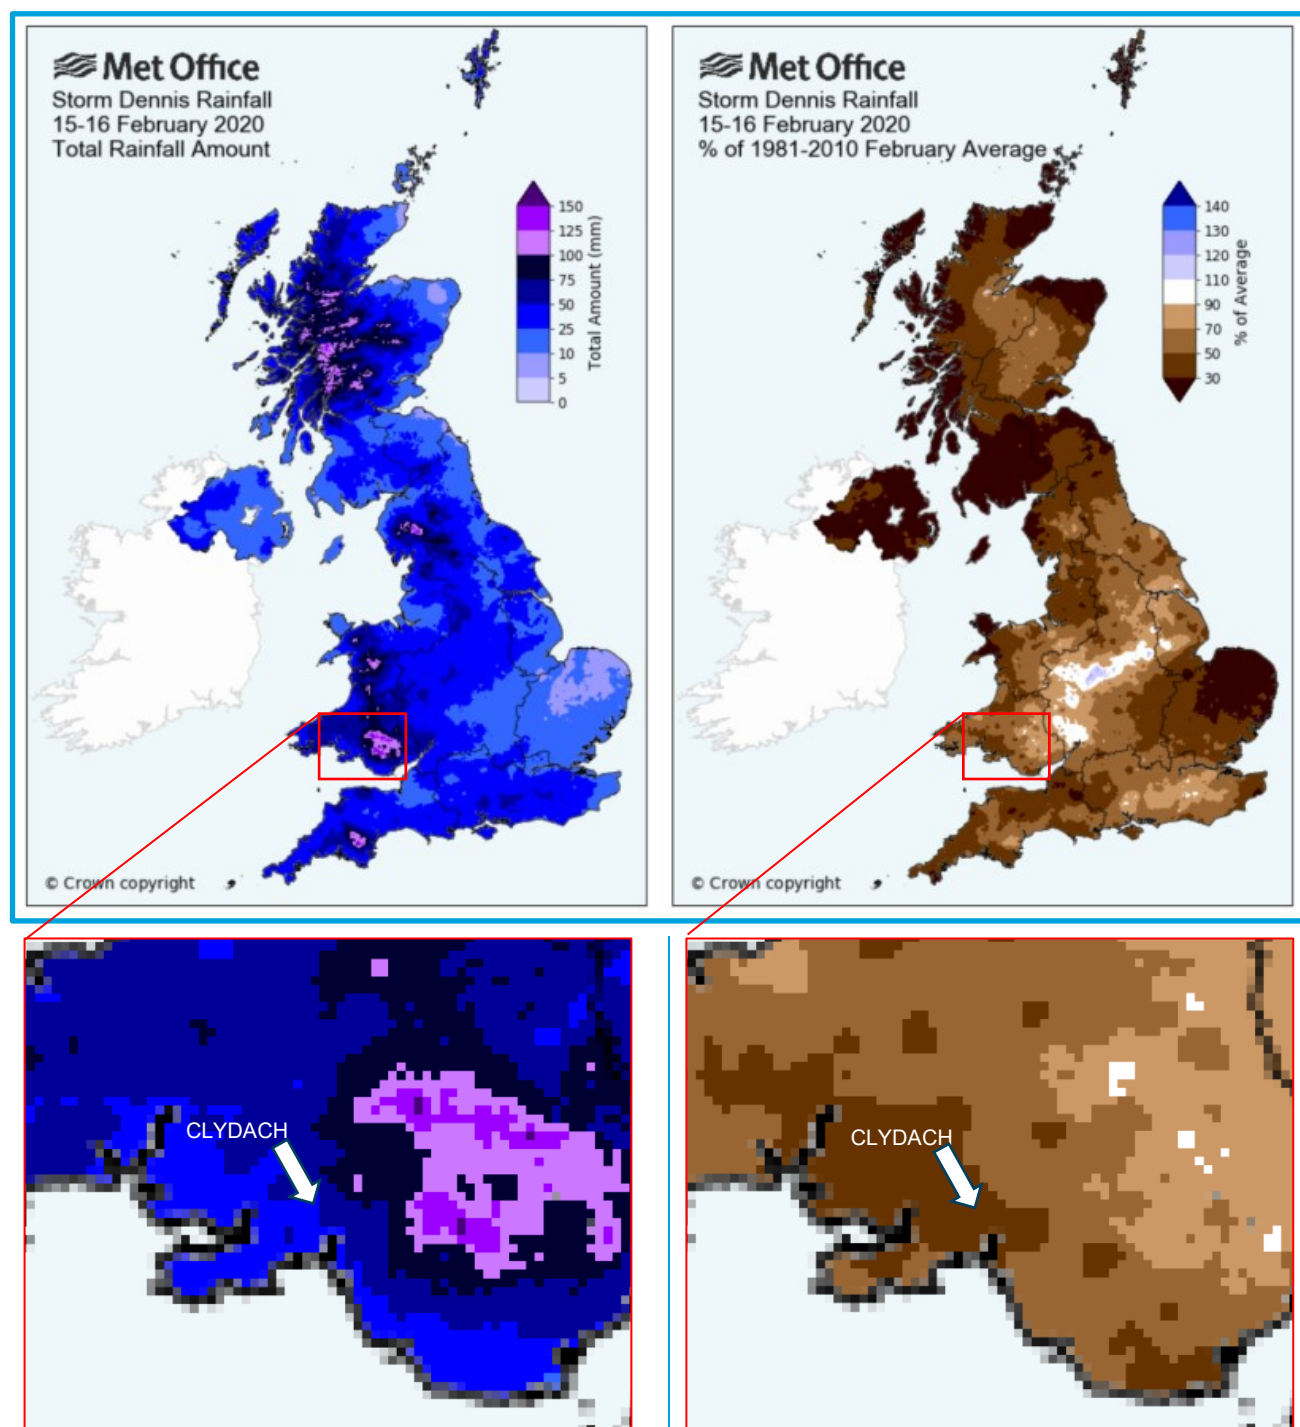 Met Office
Storm Dennis Rainfall
15-16 February 2020
Total Rainfall Amount
150
125
100
75
50
25
10
5
0
Total Amount (mm)
© Crown copyright
Met Office
Storm Dennis Rainfall
15-16 February 2020
% of 1981-2010 February Average
140
130
120
110
90
70
50
30
% of Average
© Crown copyright
CLYDACH
CLYDACH